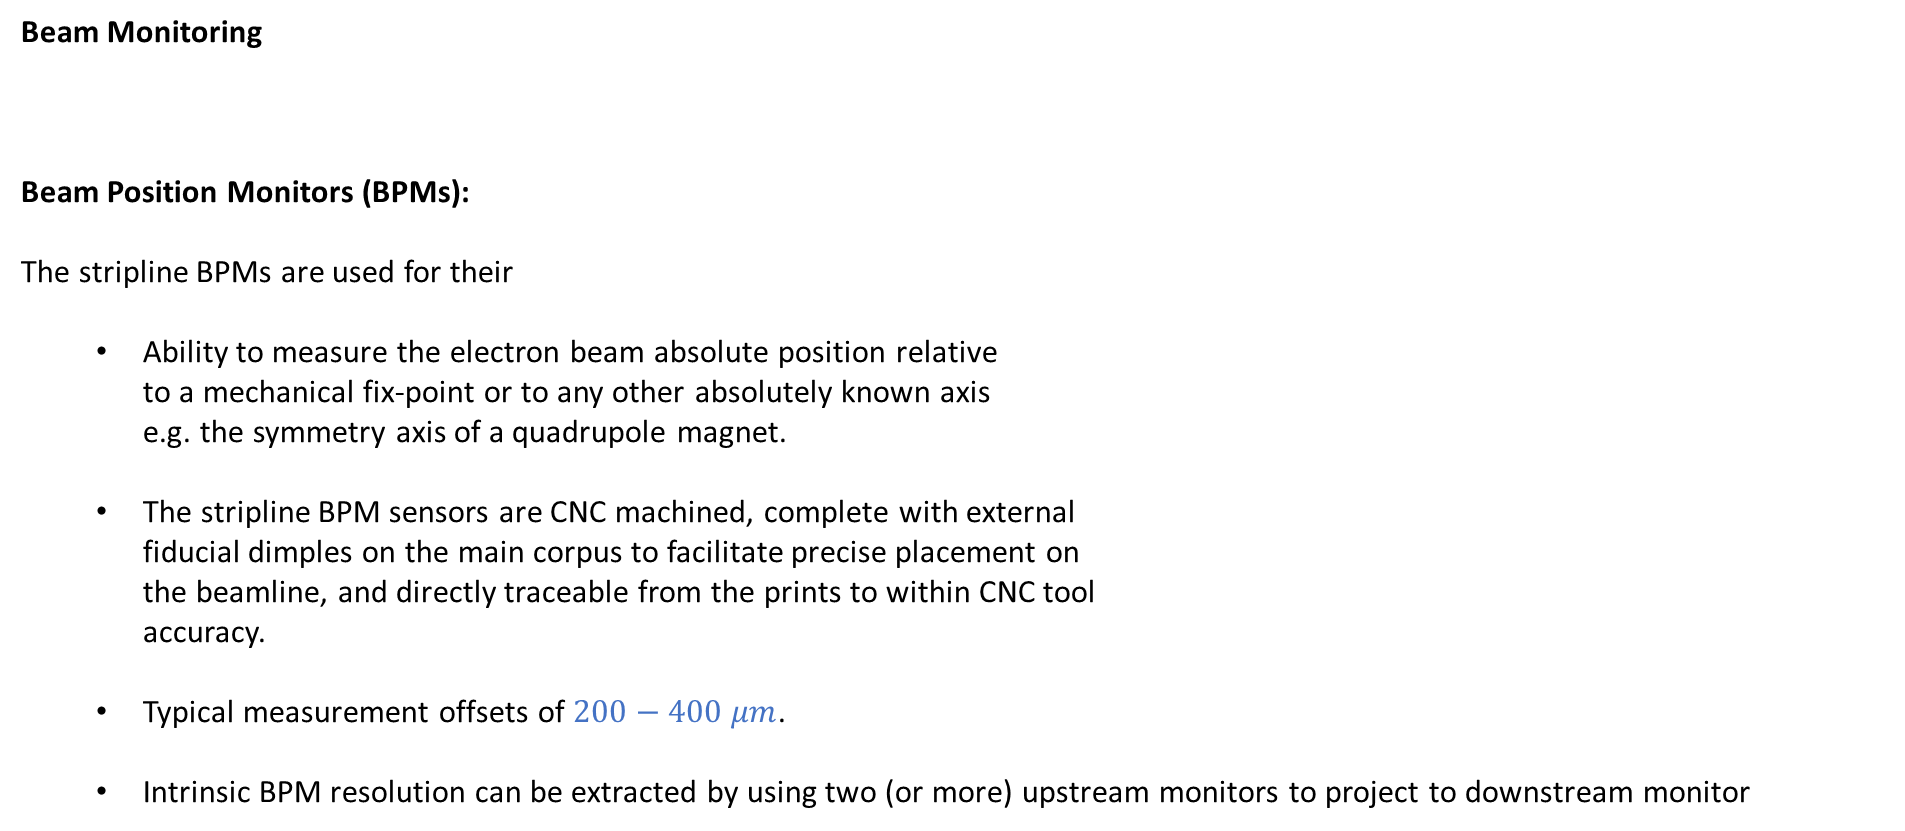 Beam Monitoring
Beam Position Monitors (BPMs):
The stripline BPMs are used for their
• Ability to measure the electron beam absolute position relative
to a mechanical fix-point or to any other absolutely known axis
e.g. the symmetry axis of a quadrupole magnet.
• The stripline BPM sensors are CNC machined, complete with external
fiducial dimples on the main corpus to facilitate precise placement on
the beamline, and directly traceable from the prints to within CNC tool
accuracy.
• Typical measurement offsets of 200 − 400 μm.
• Intrinsic BPM resolution can be extracted by using two (or more) upstream monitors to project to downstream monitor